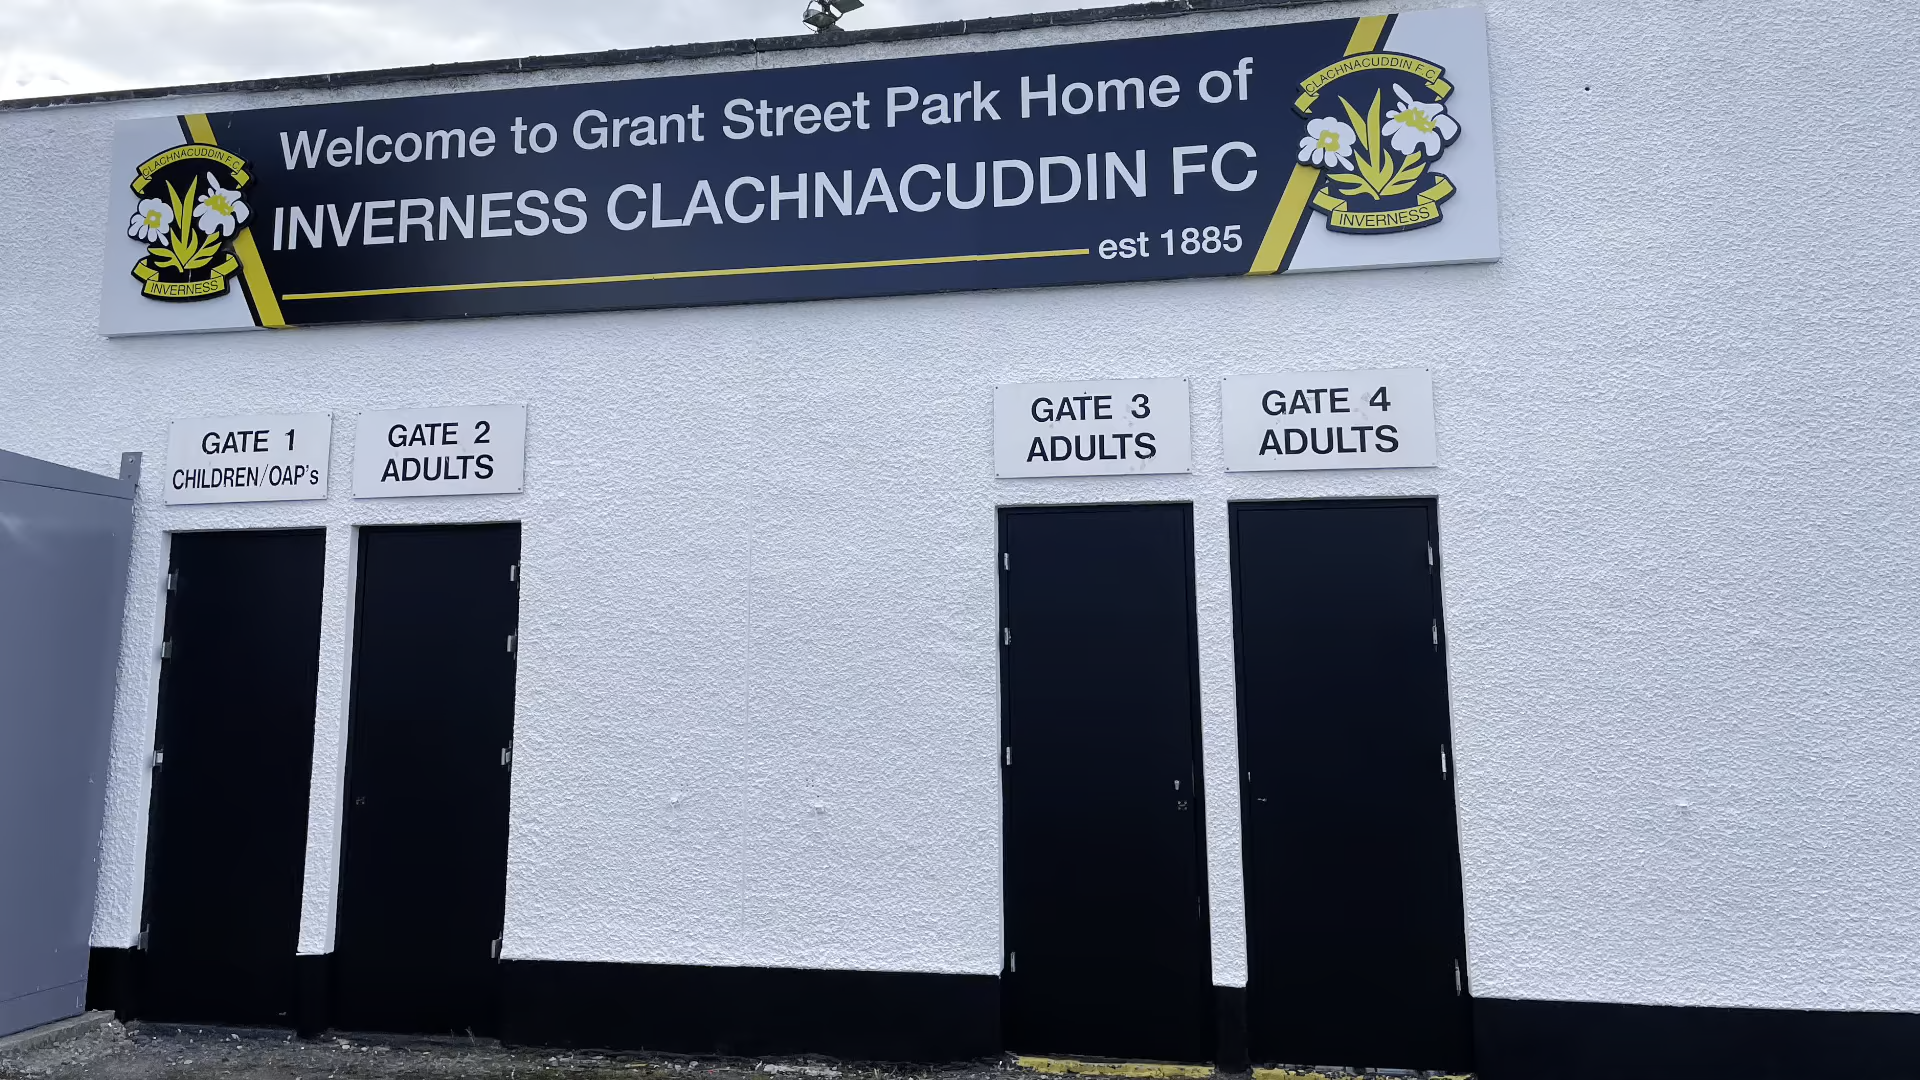 Welcome to Grant Street Park Home of
INVERNESS CLACHNACUDDIN FC
est 1885
CLACHNACUDDIN F.C.
INVERNESS
CLACHNACUDDIN F.C.
INVERNESS
GATE 1
CHILDREN/OAP's
GATE 2
ADULTS
GATE 3
ADULTS
GATE 4
ADULTS